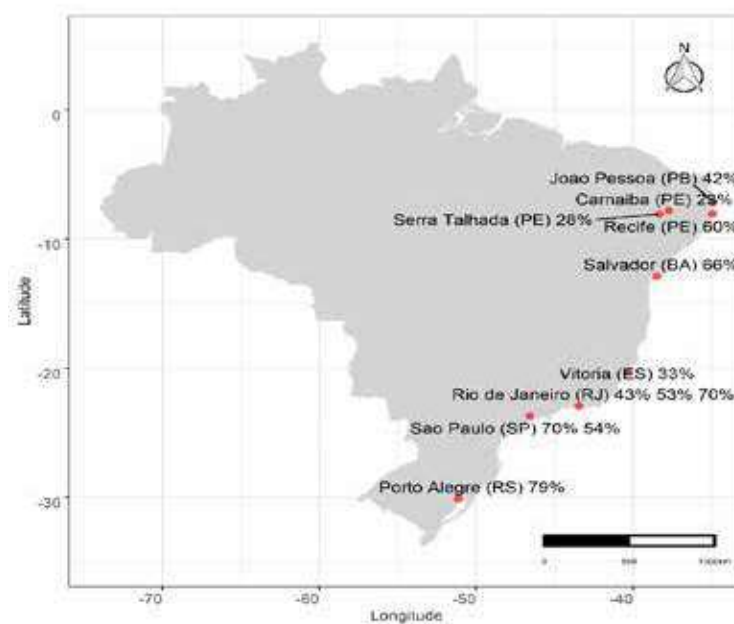 N
0
Joao Pessoa (PB) 42%
Carnaiba (PE)
Serra Talhada (PE) 28%
Recife (PE) 60%
-10
Salvador (BA) 66%
Latitude
-20
Vitoria (ES) 33%
Rio de Janeiro (RJ) 43% 53% 70%
Sao Paulo (SP) 70% 54%
Porto Alegre (RS) 79%
-30
0
-70 -60 -50 -40
Longitude